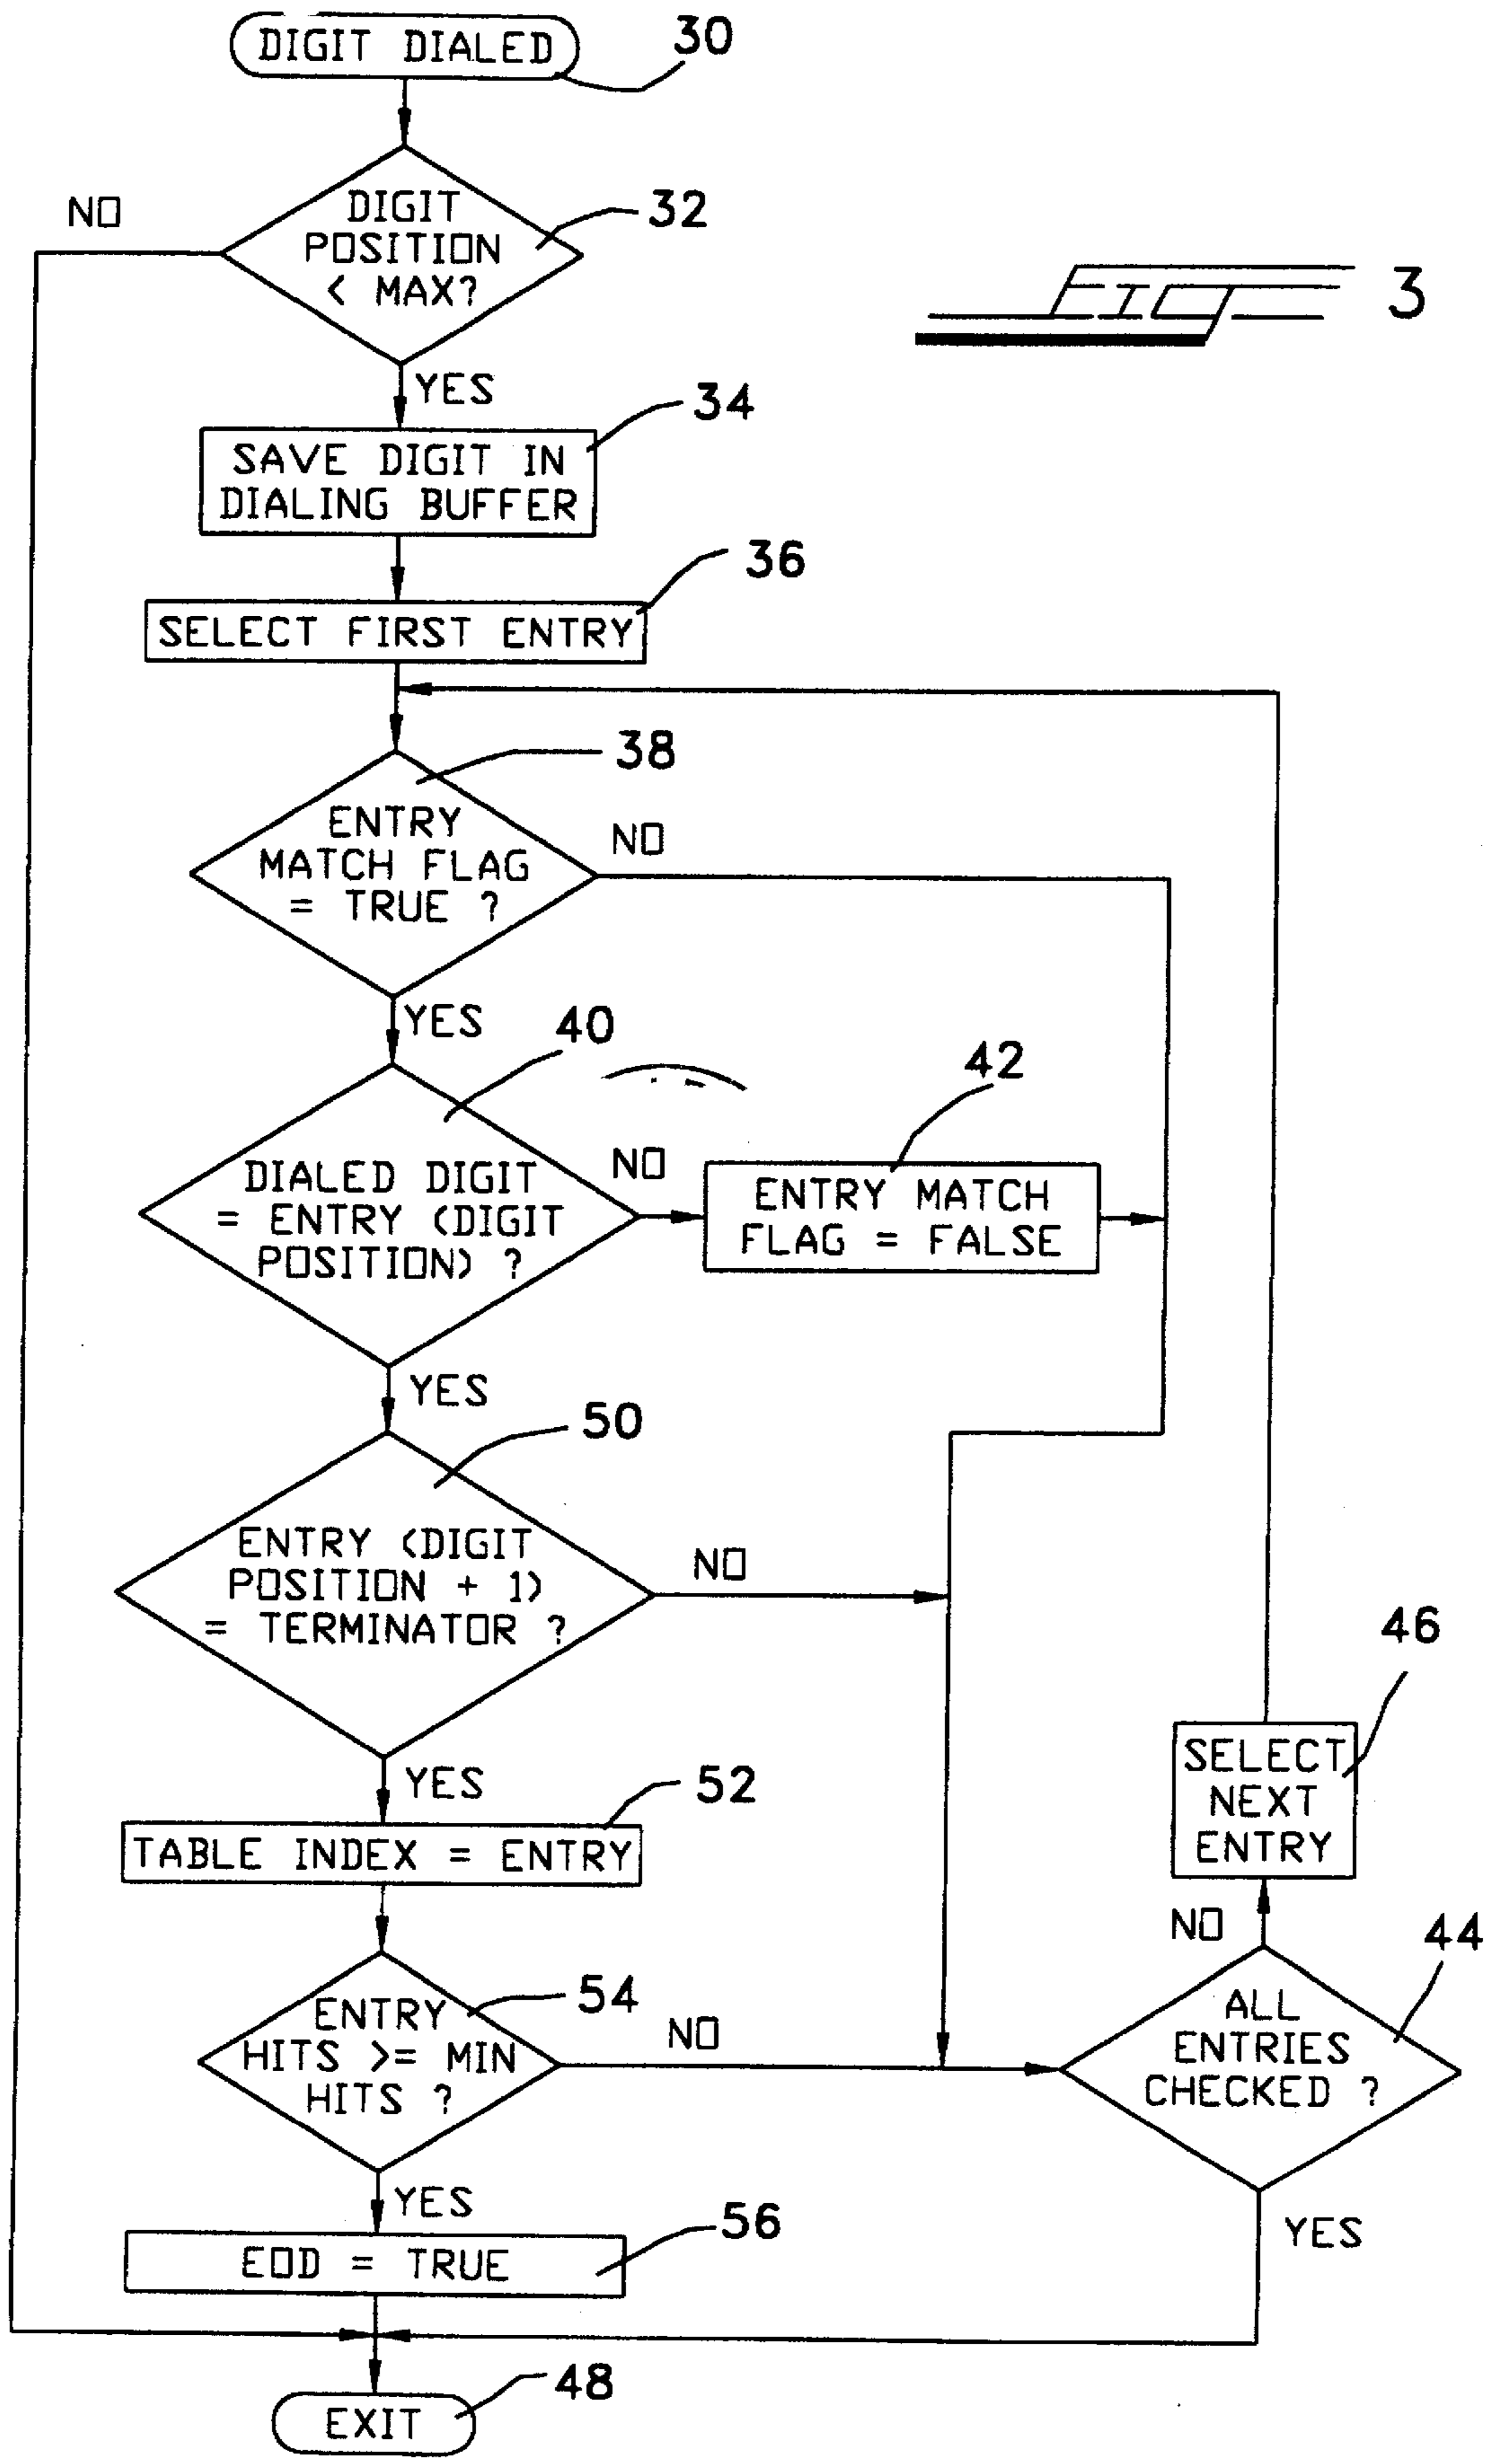 DIGIT DIALED
30
DIGIT
POSITION
< MAX?
32
NO
FIG 3
YES
SAVE DIGIT IN
DIALING BUFFER
34
SELECT FIRST ENTRY
36
ENTRY
MATCH FLAG
= TRUE ?
38
NO
YES
DIALED DIGIT
= ENTRY (DIGIT
POSITION) ?
40
NO
ENTRY MATCH
FLAG = FALSE
42
YES
ENTRY (DIGIT
POSITION + 1)
= TERMINATOR ?
50
NO
YES
TABLE INDEX = ENTRY
52
SELECT
NEXT
ENTRY
46
NO
ENTRY
HITS >= MIN
HITS ?
54
NO
ALL
ENTRIES
CHECKED ?
44
YES
YES
EOD = TRUE
56
EXIT
48